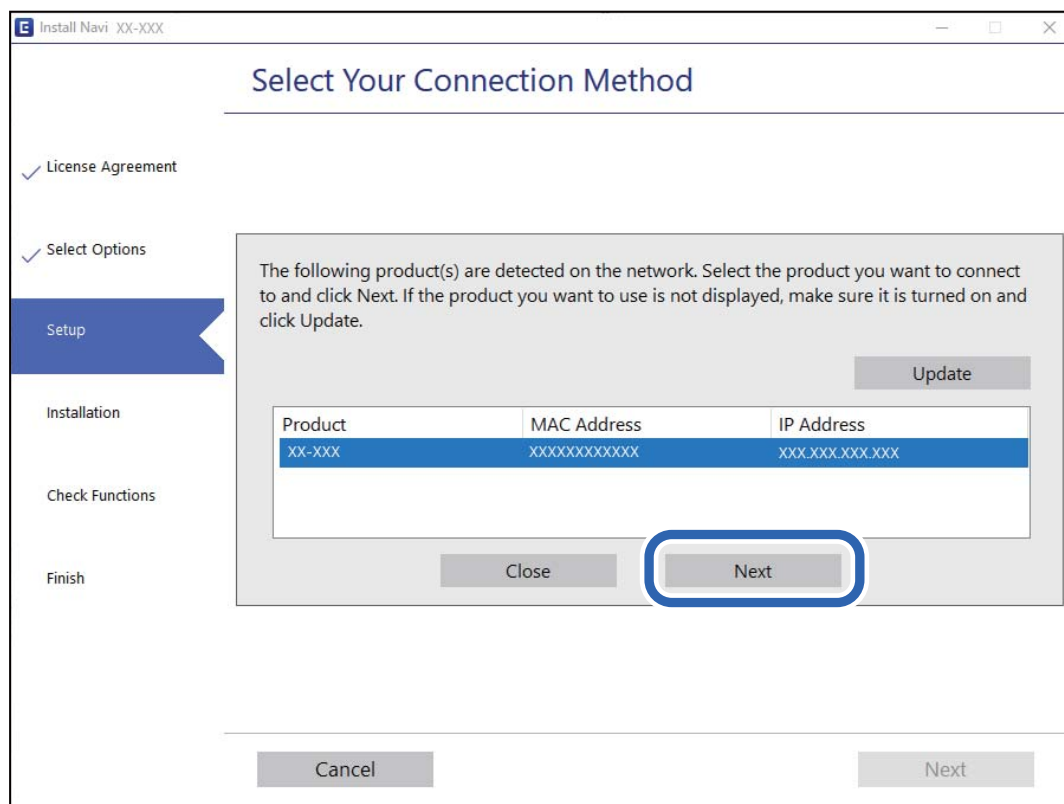 E Install Navi XX-XXX
Select Your Connection Method
License Agreement
Select Options
Setup
Installation
Check Functions
Finish
The following product(s) are detected on the network. Select the product you want to connect
to and click Next. If the product you want to use is not displayed, make sure it is turned on and
click Update.
Update
Product MAC Address IP Address
XX-XXX XXXXXXXXXXXX XXX.XXX.XXX.XXX
Close Next
Cancel Next